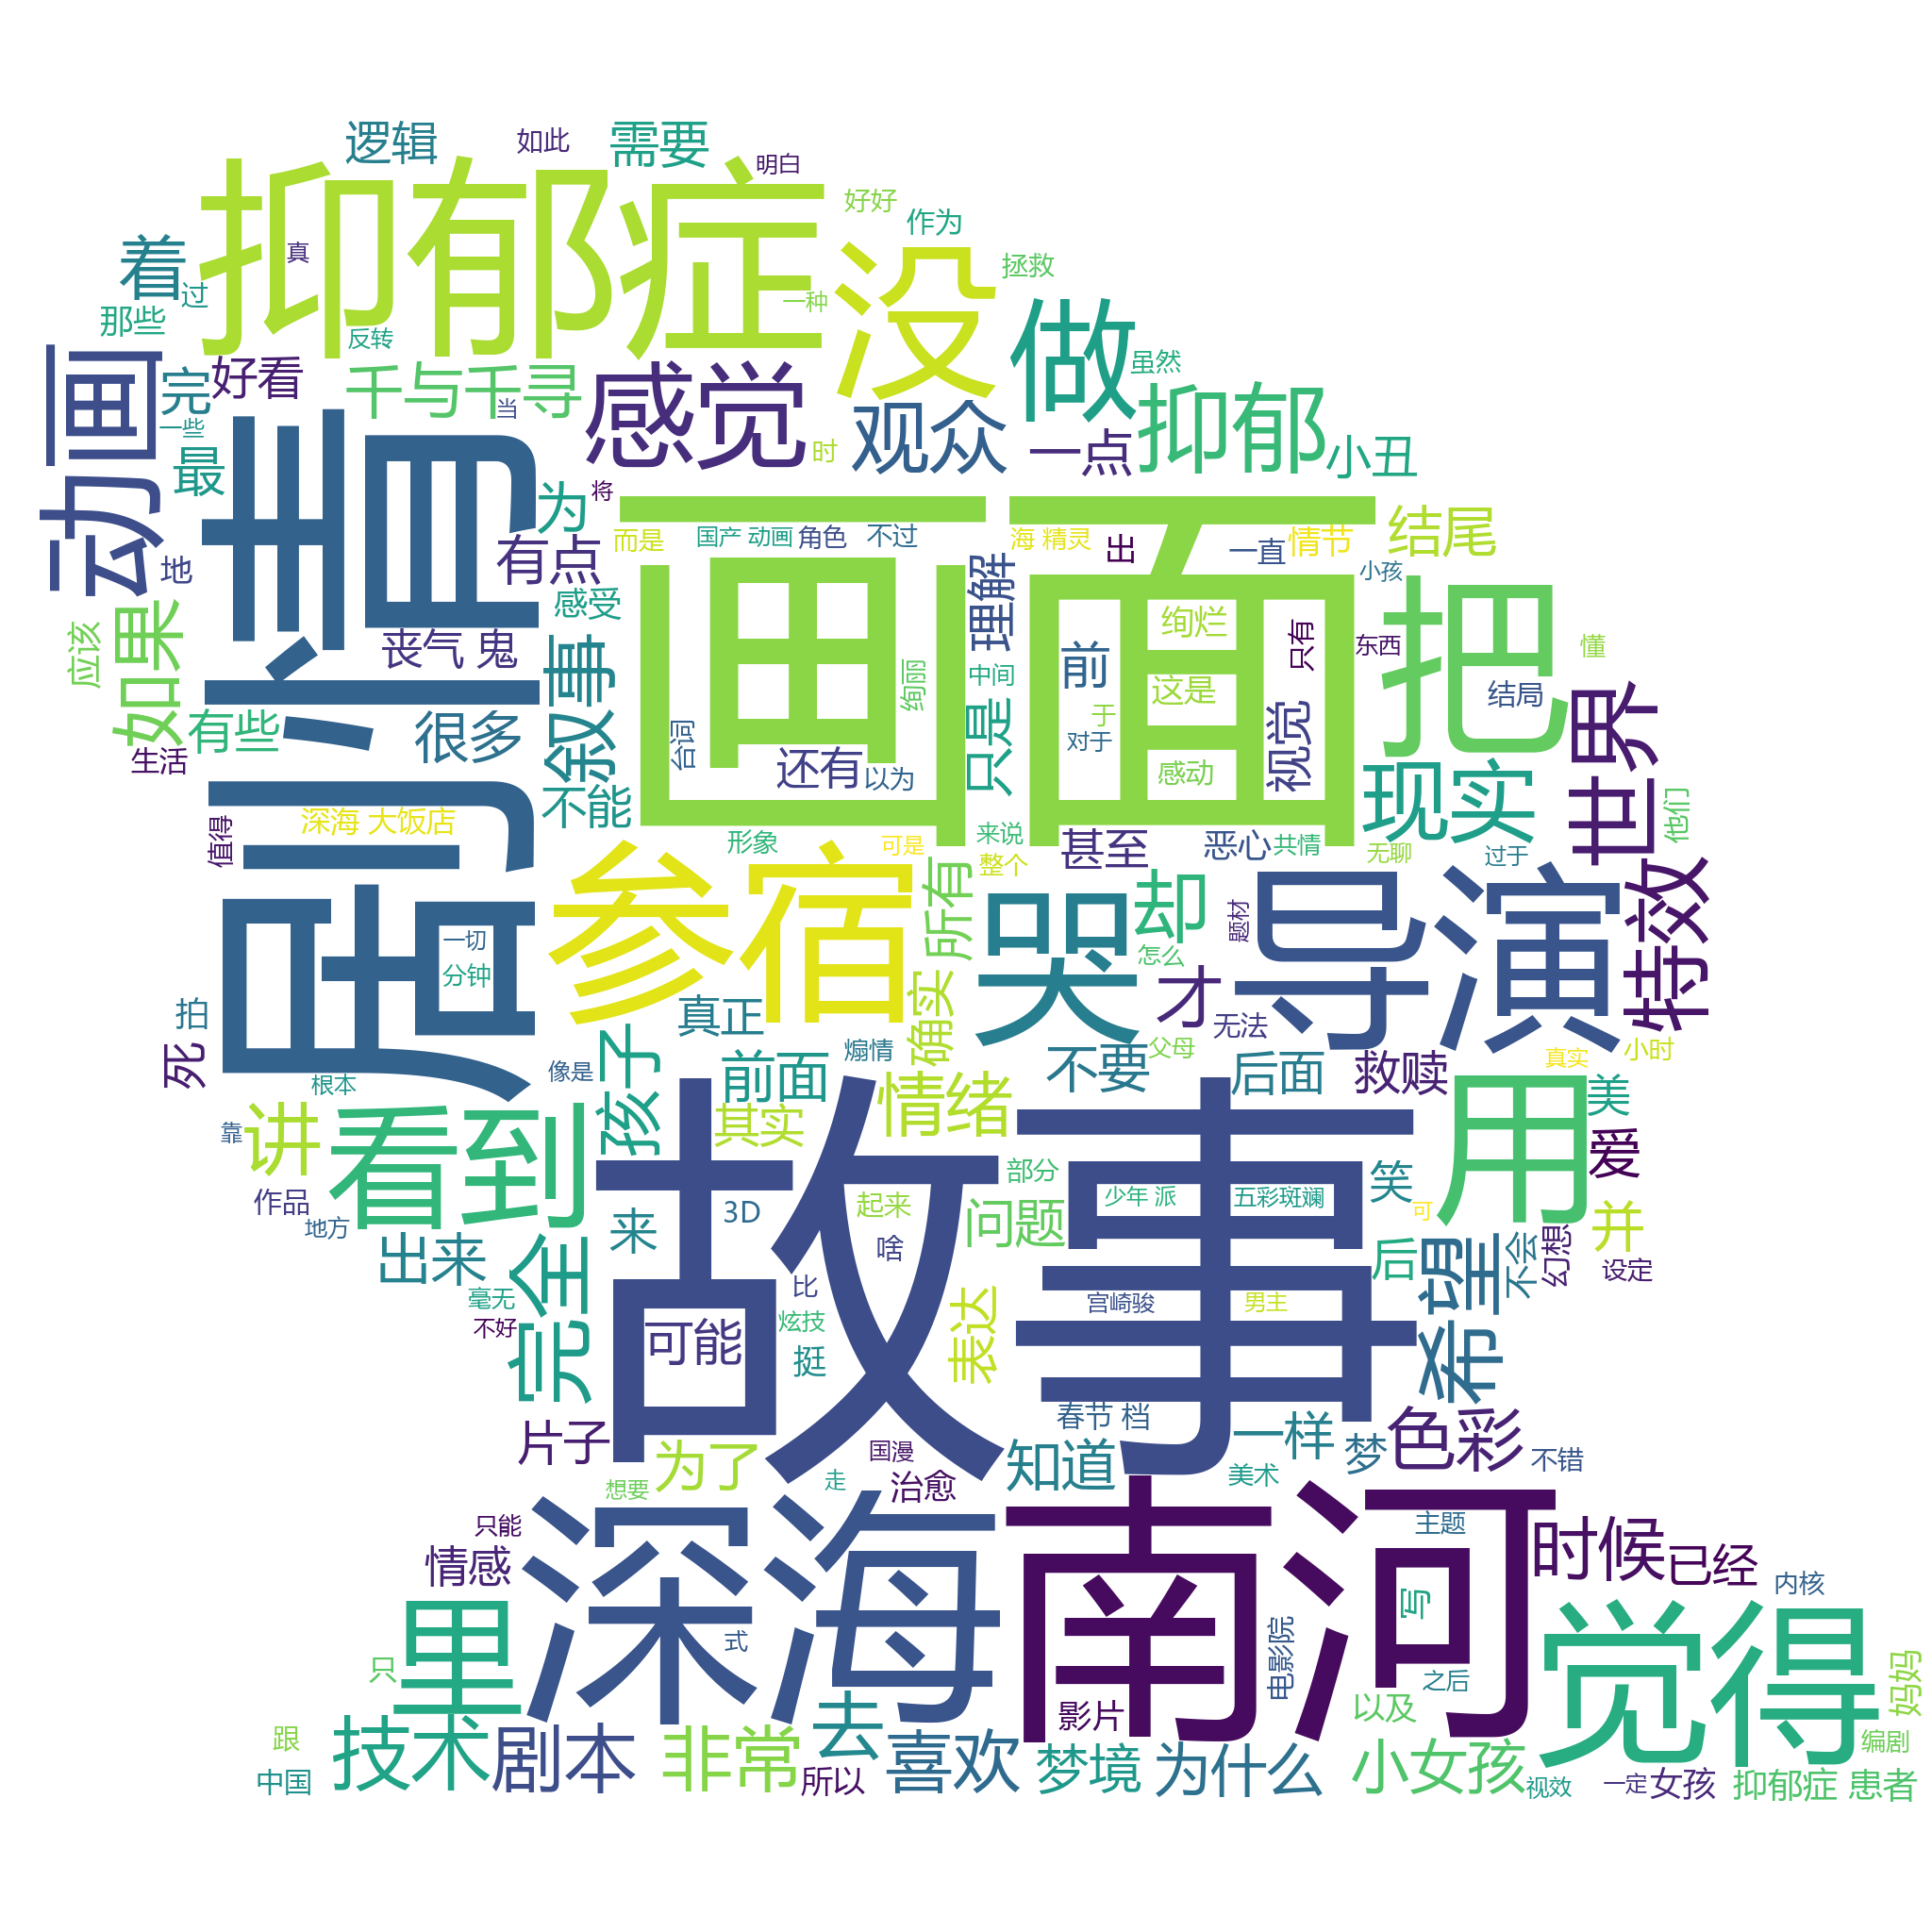 逻辑
如此
需要
明白
抑郁症
好好
作为
着
真
没
拯救
过
一种
那些
做
反转
虽然
动画
完
好看
千与千寻
感觉
观众
抑郁
当
一些
时
一点
小丑
最
剧情
为
将
画面
而是
国产 动画
角色
不过
海 精灵
出
一直
情节
结尾
有点
地
小孩
把
感受
理解
绚烂
如果
应该
丧气 鬼
叙事
绚丽
中间
前
这是
只有
东西
懂
结局
世界
有些
很多
台词
只是
于
对于
视觉
生活
还有
以为
感动
现实
不能
深海 大饭店
值得
形象
可是
来说
整个
甚至
恶心
共情
无聊
过于
他们
参宿
所有
哭
却
题材
导演
特效
一切
分钟
怎么
拍
真正
确实
才
无法
死
像是
煽情
父母
不要
后面
救赎
真实
小时
根本
孩子
前面
情绪
用
美
靠
讲
看到
其实
故事
部分
笑
爱
作品
地方
来
3D
起来
啥
问题
少年 派
五彩斑斓
可
并
出来
完全
后
希望
不会
幻想
设定
毫无
不好
比
炫技
挺
可能
表达
宫崎骏
男主
春节 档
片子
为了
国漫
治愈
知道
一样
梦
色彩
不错
想要
走
美术
只能
情感
深海
南河
主题
时候
已经
内核
里
式
电影院
写
觉得
只
之后
妈妈
跟
中国
技术
剧本
非常
去
所以
喜欢
影片
梦境
为什么
以及
小女孩
视效
一定
女孩
编剧
抑郁症 患者